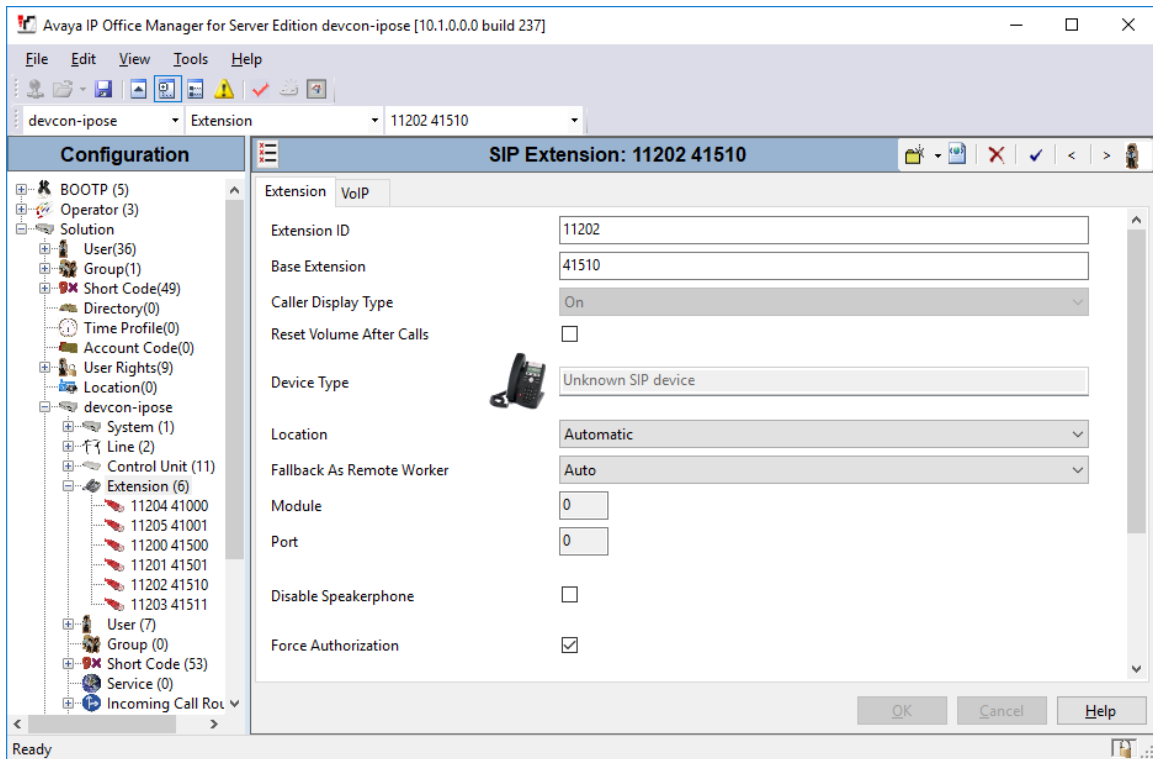 Avaya IP Office Manager for Server Edition devcon-ipose [10.1.0.0.0 build 237]
File Edit View Tools Help
devcon-ipose Extension 11202 41510
Configuration
BOOTP (5)
Operator (3)
Solution
User(36)
Group(1)
Short Code(49)
Directory(0)
Time Profile(0)
Account Code(0)
User Rights(9)
Location(0)
devcon-ipose
System (1)
Line (2)
Control Unit (11)
Extension (6)
11204 41000
11205 41001
11200 41500
11201 41501
11202 41510
11203 41511
User (7)
Group (0)
Short Code (53)
Service (0)
Incoming Call Rou
SIP Extension: 11202 41510
Extension VoIP
Extension ID 11202
Base Extension 41510
Caller Display Type On
Reset Volume After Calls
Device Type Unknown SIP device
Location Automatic
Fallback As Remote Worker Auto
Module 0
Port 0
Disable Speakerphone
Force Authorization
OK Cancel Help
Ready